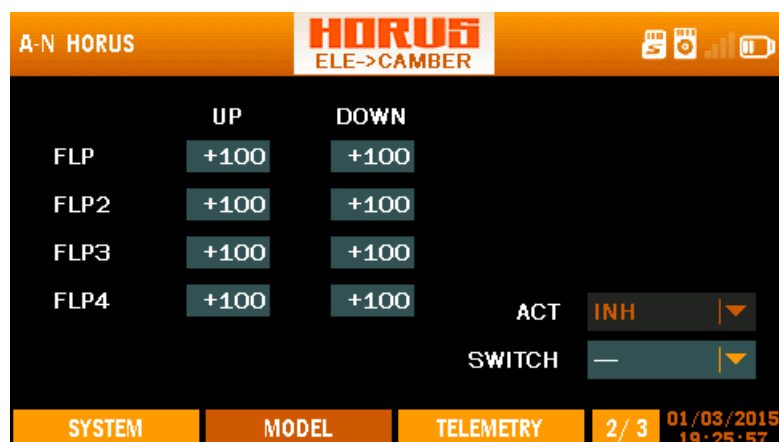 A-N HORUS
HORUS
ELE->CAMBER
UP DOWN
FLP +100 +100
FLP2 +100 +100
FLP3 +100 +100
FLP4 +100 +100
ACT INH
SWITCH —
SYSTEM MODEL TELEMETRY 2/3 01/03/2015
19:25:57